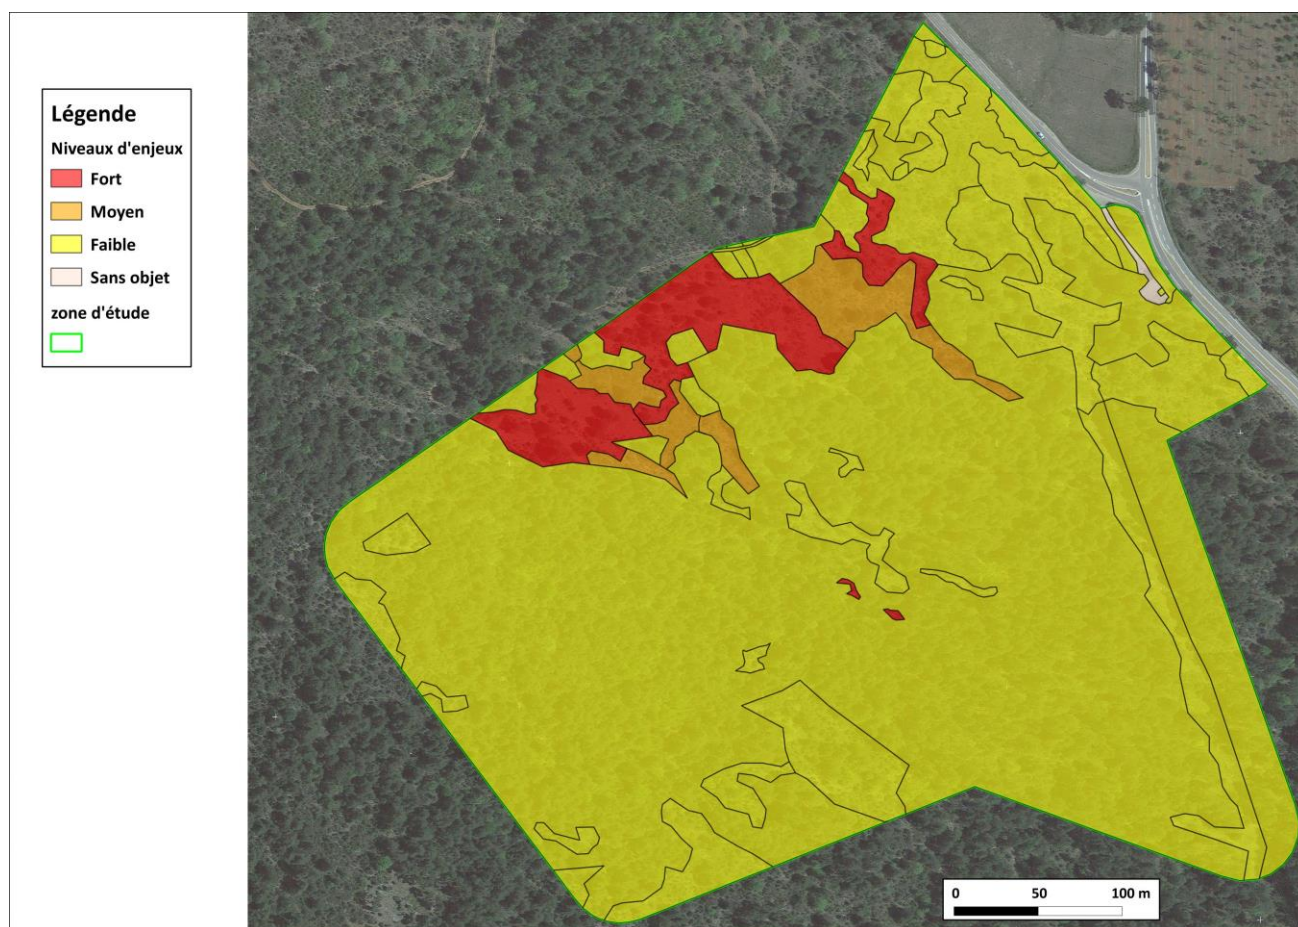 Légende
Niveaux d'enjeux
Fort
Moyen
Faible
Sans objet
zone d'étude
0 50 100 m